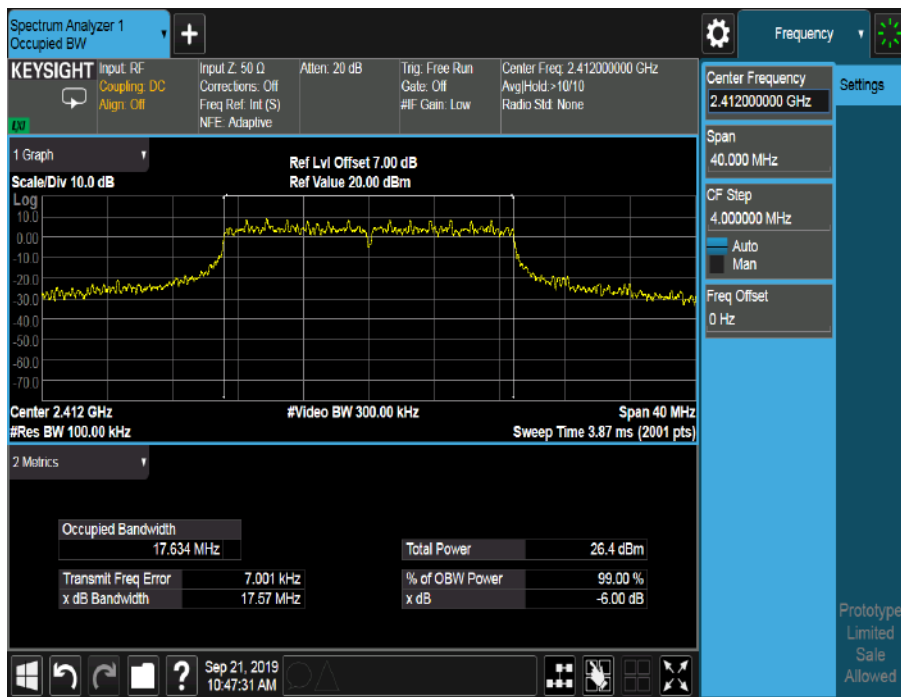 Spectrum Analyzer 1
Occupied BW
Frequency
KEYSIGHT
LXI
Input: RF
Coupling: DC
Align: Off
Input Z: 50 Ω
Corrections: Off
Freq Ref: Int (S)
NFE: Adaptive
Atten: 20 dB
Trig: Free Run
Gate: Off
#IF Gain: Low
Center Freq: 2.412000000 GHz
Avg|Hold:>10/10
Radio Std: None
Center Frequency
2.412000000 GHz
Settings
Span
40.000 MHz
CF Step
4.000000 MHz
Auto
Man
Freq Offset
0 Hz
1 Graph
Scale/Div 10.0 dB
Ref Lvl Offset 7.00 dB
Ref Value 20.00 dBm
Log
10.0
0.00
-10.0
-20.0
-30.0
-40.0
-50.0
-60.0
-70.0
Center 2.412 GHz
#Video BW 300.00 kHz
Span 40 MHz
#Res BW 100.00 kHz
Sweep Time 3.87 ms (2001 pts)
2 Metrics
Occupied Bandwidth
17.634 MHz
Total Power 26.4 dBm
Transmit Freq Error 7.001 kHz
% of OBW Power 99.00 %
x dB Bandwidth 17.57 MHz
x dB -6.00 dB
Prototype
Limited
Sale
Allowed
?
Sep 21, 2019
10:47:31 AM